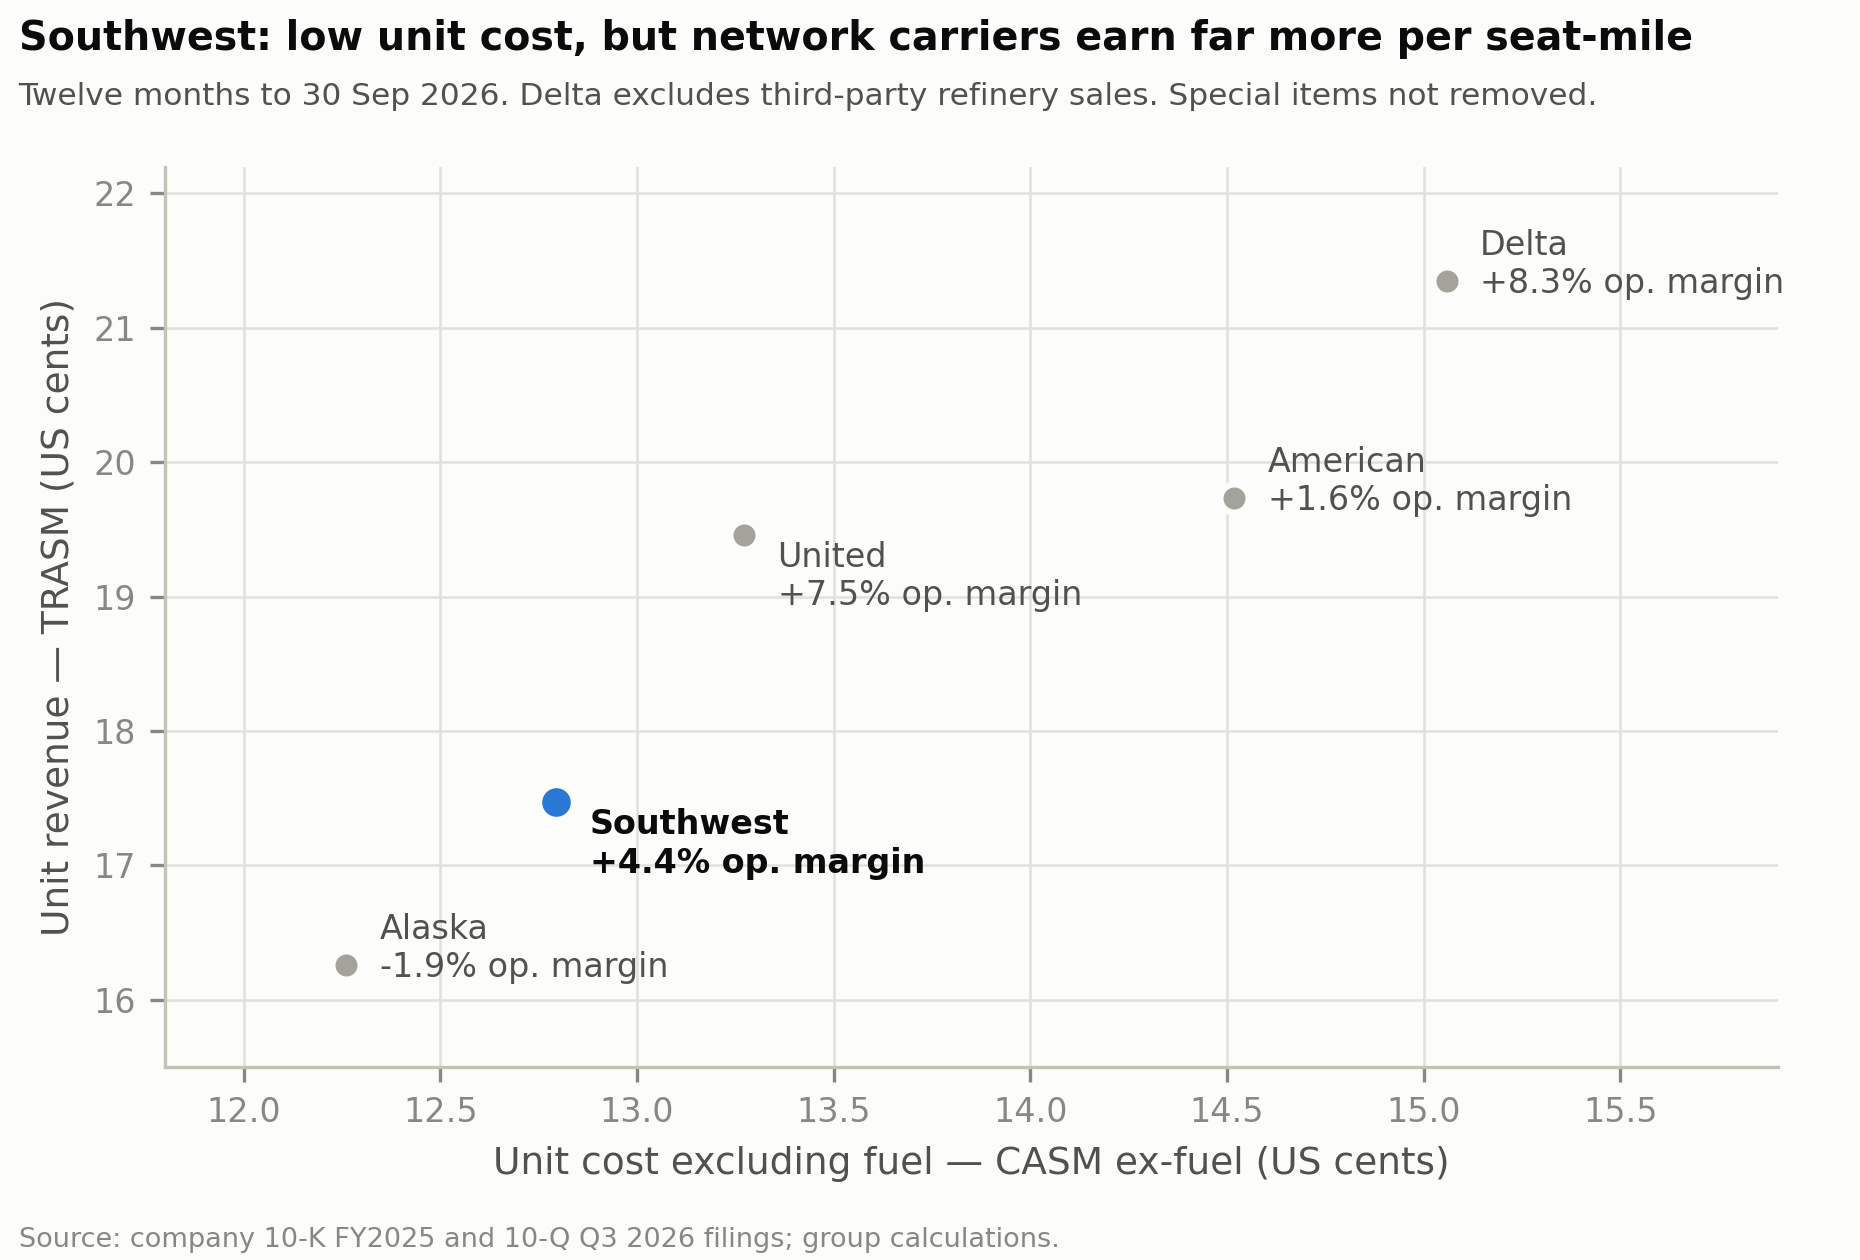 Southwest: low unit cost, but network carriers earn far more per seat-mile
Twelve months to 30 Sep 2026. Delta excludes third-party refinery sales. Special items not removed.
Unit revenue — TRASM (US cents)
22
21
20
19
18
17
16
Delta
+8.3% op. margin
American
+1.6% op. margin
United
+7.5% op. margin
Southwest
+4.4% op. margin
Alaska
-1.9% op. margin
12.0 12.5 13.0 13.5 14.0 14.5 15.0 15.5
Unit cost excluding fuel — CASM ex-fuel (US cents)
Source: company 10-K FY2025 and 10-Q Q3 2026 filings; group calculations.